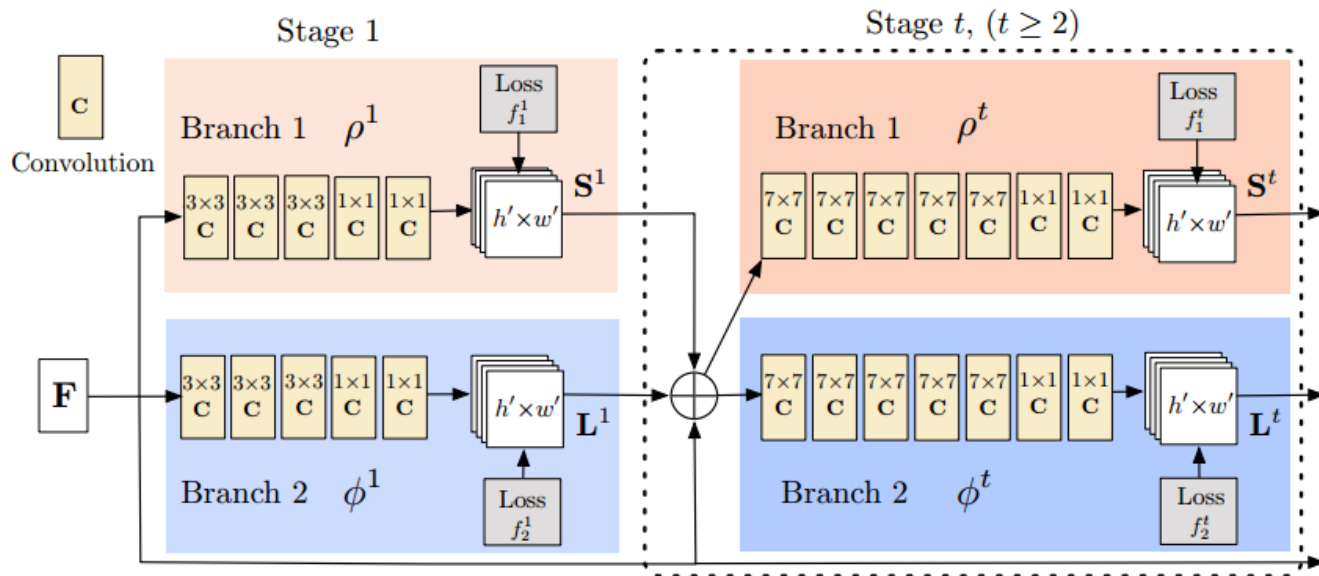 Stage 1
Stage t, (t ≥ 2)
C
Convolution
Branch 1 ρ¹
Loss
f₁¹
3×3 3×3 3×3 1×1 1×1
C C C C C
h′×w′
S¹
Branch 1 ρᵗ
Loss
f₁ᵗ
7×7 7×7 7×7 7×7 7×7 1×1 1×1
C C C C C C C
h′×w′
Sᵗ
F
3×3 3×3 3×3 1×1 1×1
C C C C C
h′×w′
L¹
Branch 2 ϕ¹
Loss
f₂¹
7×7 7×7 7×7 7×7 7×7 1×1 1×1
C C C C C C C
h′×w′
Lᵗ
Branch 2 ϕᵗ
Loss
f₂ᵗ